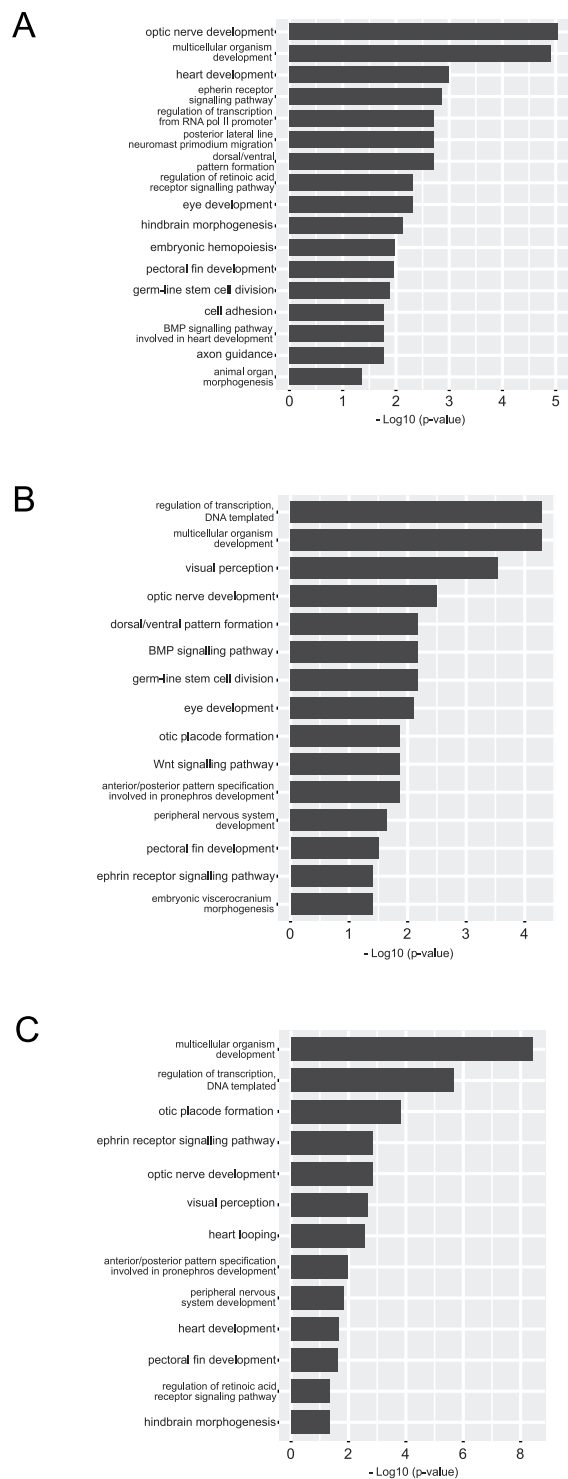 A
optic nerve development
multicellular organism
development
heart development
epherin receptor
signalling pathway
regulation of transcription
from RNA pol II promoter
posterior lateral line
neuromast primodium migration
dorsal/ventral
pattern formation
regulation of retinoic acid
receptor signalling pathway
eye development
hindbrain morphogenesis
embryonic hemopoiesis
pectoral fin development
germ-line stem cell division
cell adhesion
BMP signalling pathway
involved in heart development
axon guidance
animal organ
morphogenesis
0 1 2 3 4 5
- Log10 (p-value)
B
regulation of transcription,
DNA templated
multicellular organism
development
visual perception
optic nerve development
dorsal/ventral pattern formation
BMP signalling pathway
germ-line stem cell division
eye development
otic placode formation
Wnt signalling pathway
anterior/posterior pattern specification
involved in pronephros development
peripheral nervous system
development
pectoral fin development
ephrin receptor signalling pathway
embryonic viscerocranium
morphogenesis
0 1 2 3 4
- Log10 (p-value)
C
multicellular organism
development
regulation of transcription,
DNA templated
otic placode formation
ephrin receptor signalling pathway
optic nerve development
visual perception
heart looping
anterior/posterior pattern specification
involved in pronephros development
peripheral nervous
system development
heart development
pectoral fin development
regulation of retinoic acid
receptor signaling pathway
hindbrain morphogenesis
0 2 4 6 8
- Log10 (p-value)